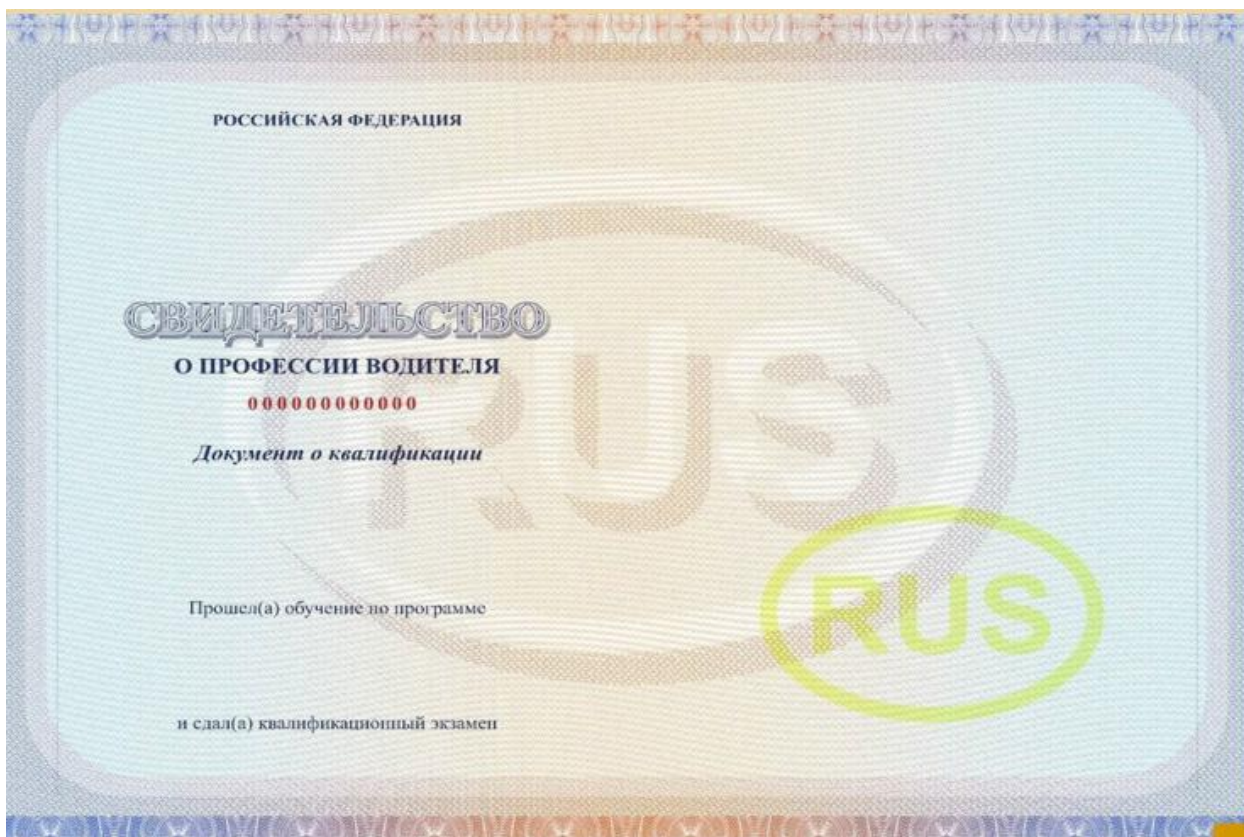 РОССИЙСКАЯ ФЕДЕРАЦИЯ
СВИДЕТЕЛЬСТВО
О ПРОФЕССИИ ВОДИТЕЛЯ
000000000000
Документ о квалификации
Прошел(а) обучение по программе
и сдал(а) квалификационный экзамен
RUS
RUS